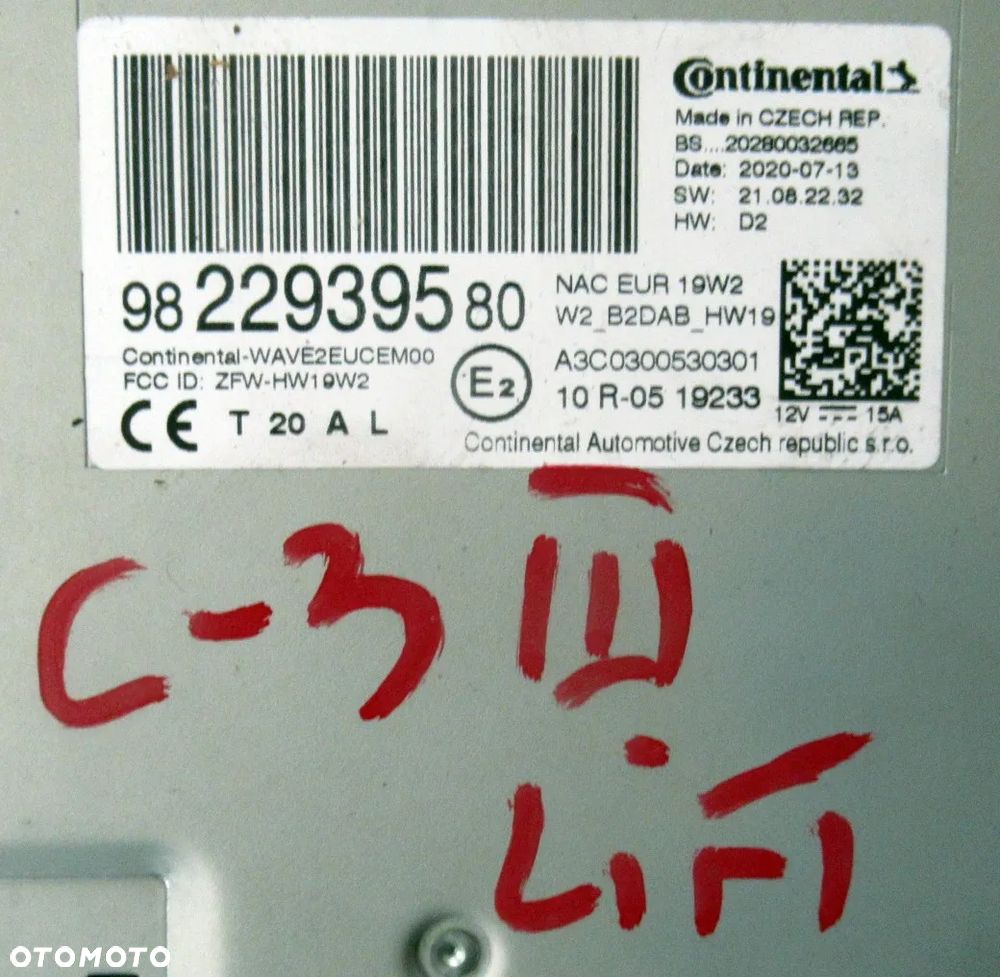 Continental
Made in CZECH REP.
BS....20280032665
Date: 2020-07-13
SW: 21.08.22.32
HW: D2
98 22939580
NAC EUR 19W2
W2_B2DAB_HW19
Continental-WAVE2EUCEM00
FCC ID: ZFW-HW19W2
E2
A3C0300530301
10 R-05 19233
CE T 20 A L
12V 15A
Continental Automotive Czech republic s.r.o.
C-3 III
LiFT
OTOMOTO